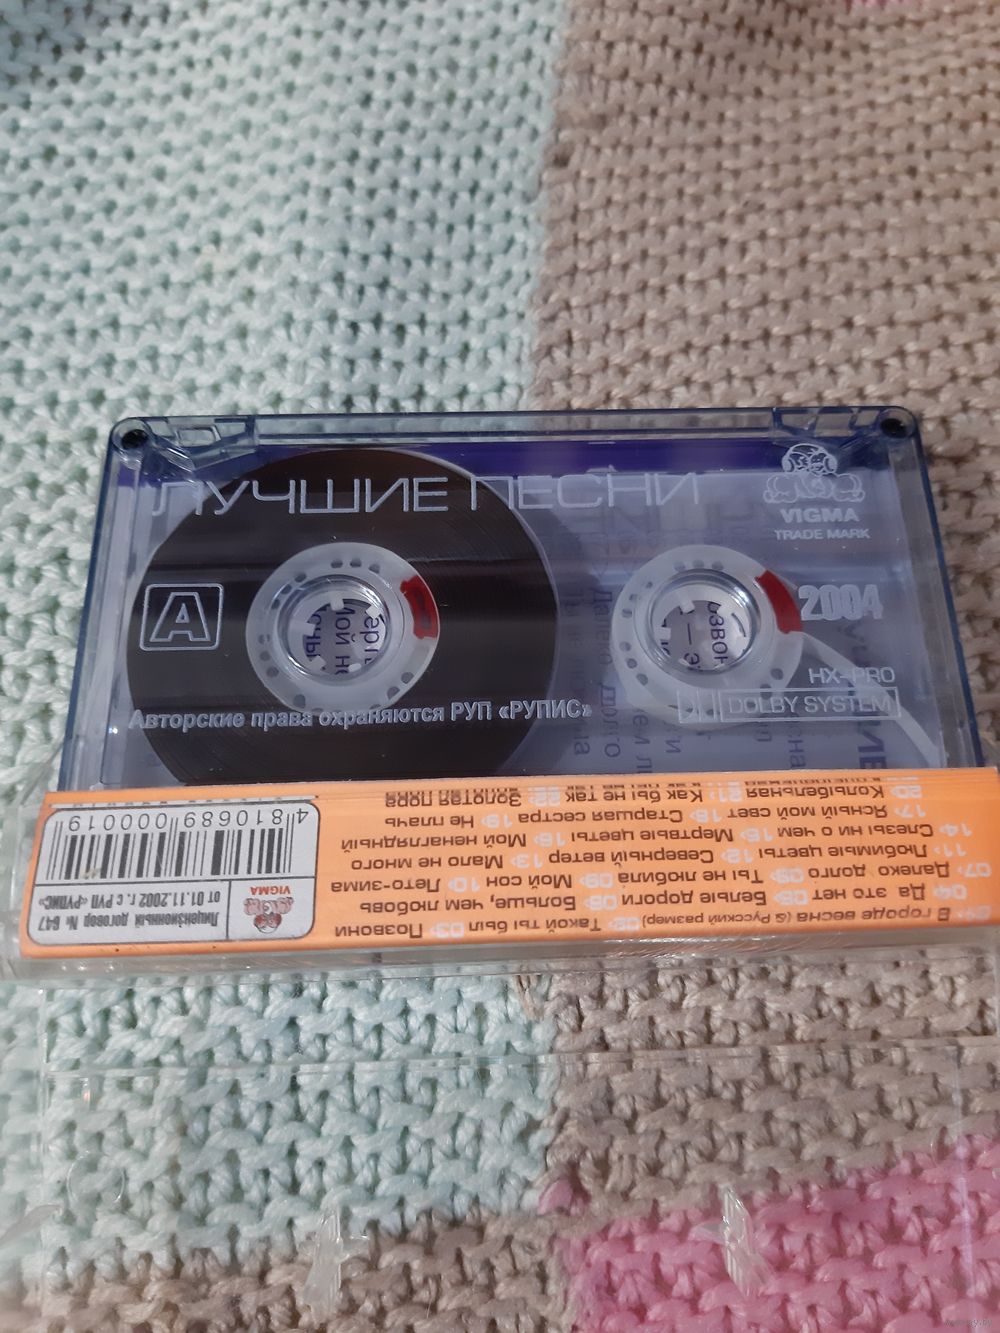 ЛУЧШИЕ ПЕСНИ
VIGMA
TRADE MARK
A
2004
HX-PRO
DOLBY SYSTEM
Авторские права охраняются РУП «РУПИС»
В городе весна (& Русский размер) 02 Такой ты был 03 Позвони
04 Да это нет 05 Белые дороги 06 Больше, чем любовь
07 Далеко долго 08 Ты не любила 09 Мой сон 10 Лето-зима
11 Любимые цветы 12 Северный ветер 13 Мало не много
14 Слезы ни о чем 15 Мертвые цветы 16 Мой ненаглядный
17 Ясный мой свет 18 Старшая сестра 19 Не плачь
20 Колыбельная 21 Как бы не так 22 Золотая пора
VIGMA
Лицензионный договор № 647
от 01.11.2002 г. с РУП «РУПИС»
4 810689 000019